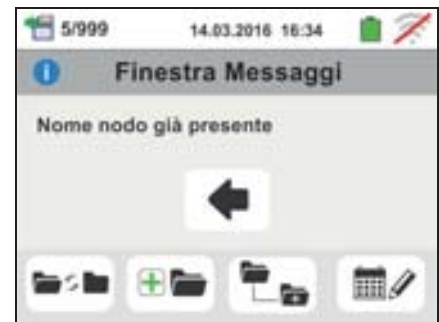 5/999 14.03.2016 16:34
Finestra Messaggi
Nome nodo già presente